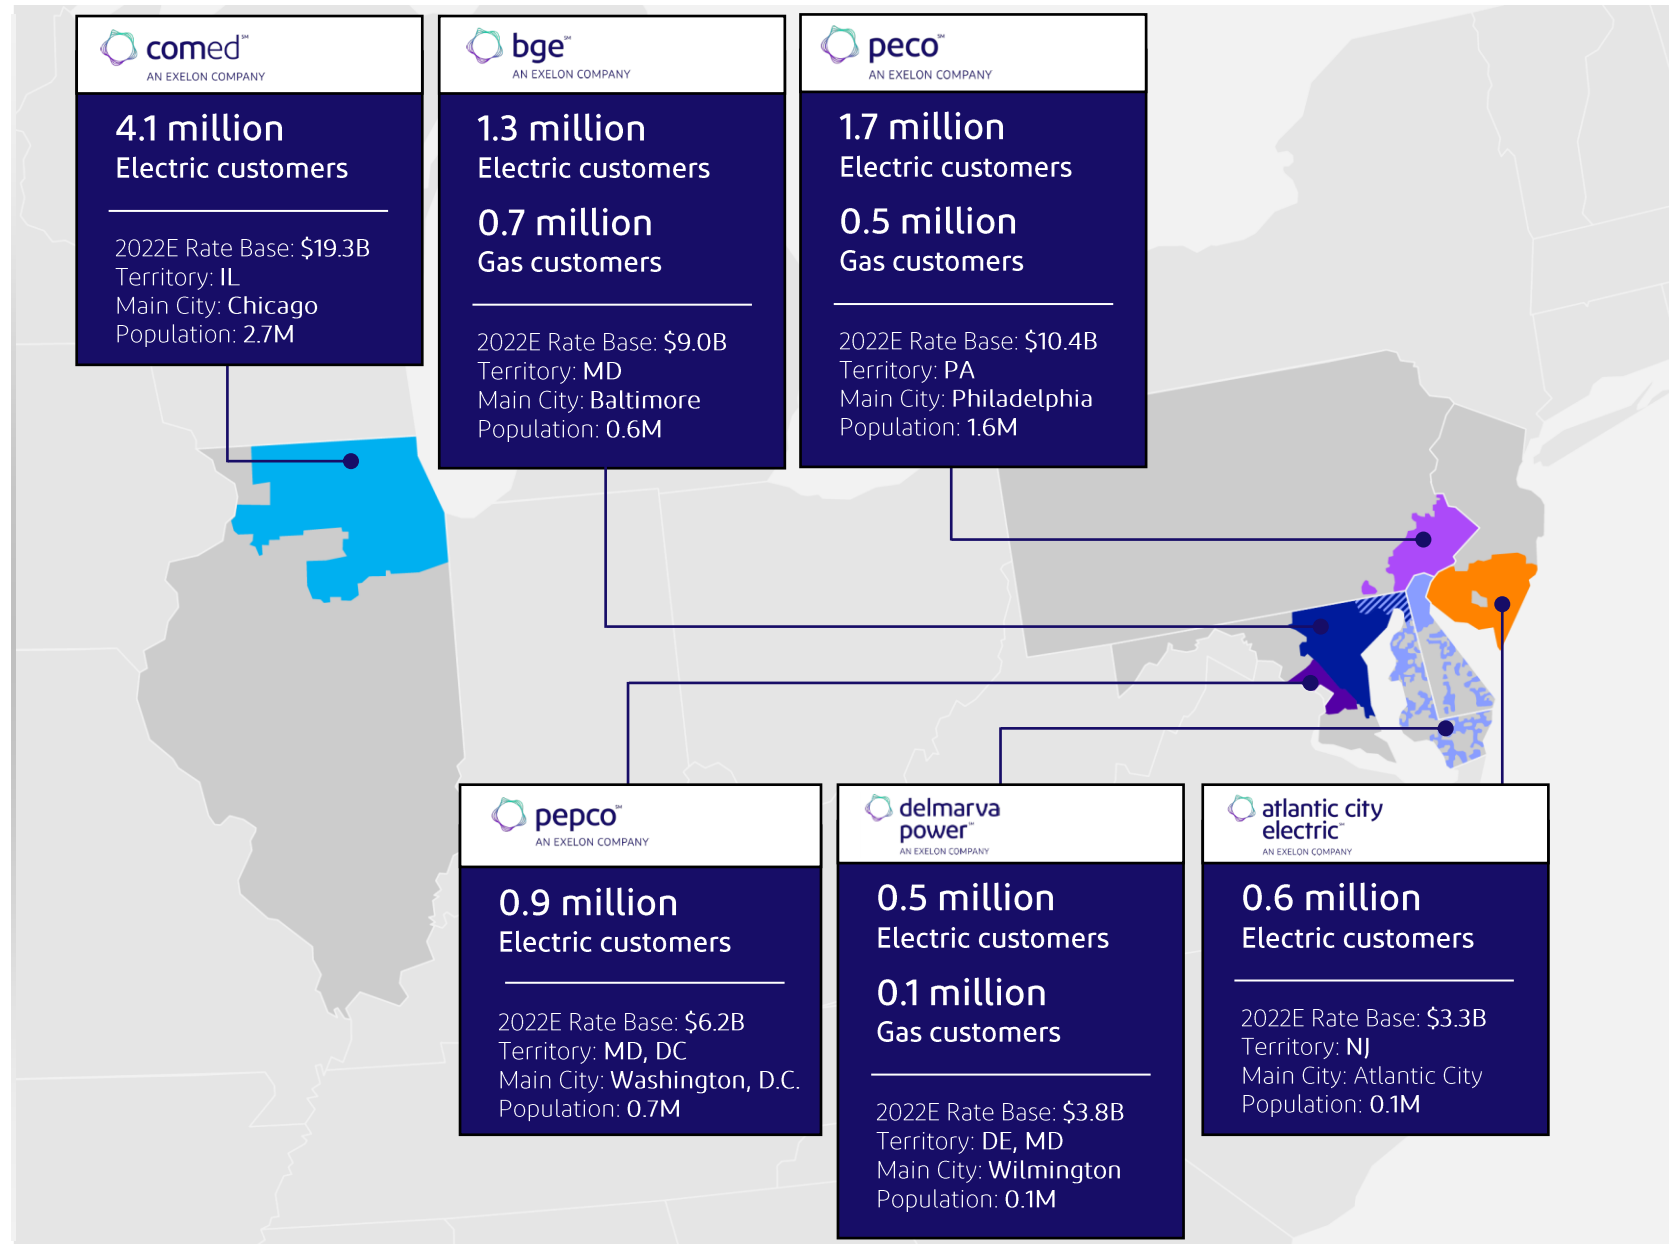 comed℠
AN EXELON COMPANY
4.1 million
Electric customers
2022E Rate Base: $19.3B
Territory: IL
Main City: Chicago
Population: 2.7M
bge℠
AN EXELON COMPANY
1.3 million
Electric customers
0.7 million
Gas customers
2022E Rate Base: $9.0B
Territory: MD
Main City: Baltimore
Population: 0.6M
peco℠
AN EXELON COMPANY
1.7 million
Electric customers
0.5 million
Gas customers
2022E Rate Base: $10.4B
Territory: PA
Main City: Philadelphia
Population: 1.6M
pepco℠
AN EXELON COMPANY
0.9 million
Electric customers
2022E Rate Base: $6.2B
Territory: MD, DC
Main City: Washington, D.C.
Population: 0.7M
delmarva
power℠
AN EXELON COMPANY
0.5 million
Electric customers
0.1 million
Gas customers
2022E Rate Base: $3.8B
Territory: DE, MD
Main City: Wilmington
Population: 0.1M
atlantic city
electric℠
AN EXELON COMPANY
0.6 million
Electric customers
2022E Rate Base: $3.3B
Territory: NJ
Main City: Atlantic City
Population: 0.1M